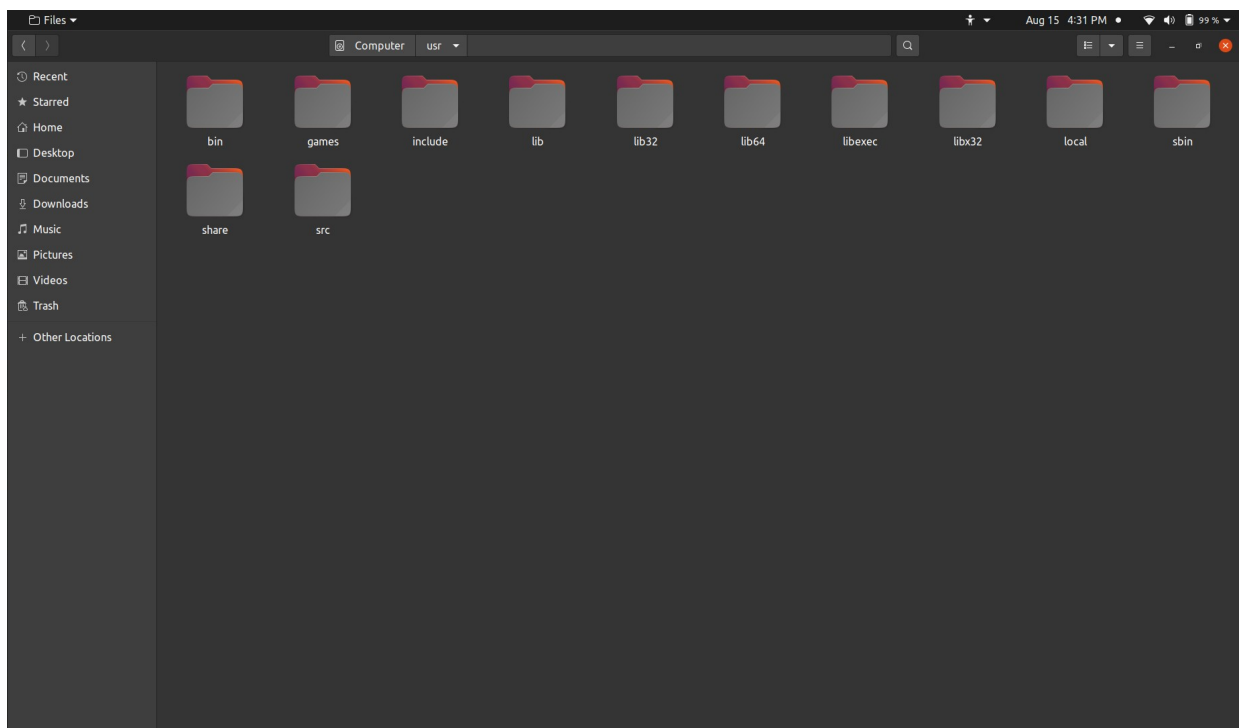 Files
Aug 15 4:31 PM
99 %
Computer usr
Recent
Starred
Home
Desktop
Documents
Downloads
Music
Pictures
Videos
Trash
Other Locations
bin games include lib lib32 lib64 libexec libx32 local sbin
share src